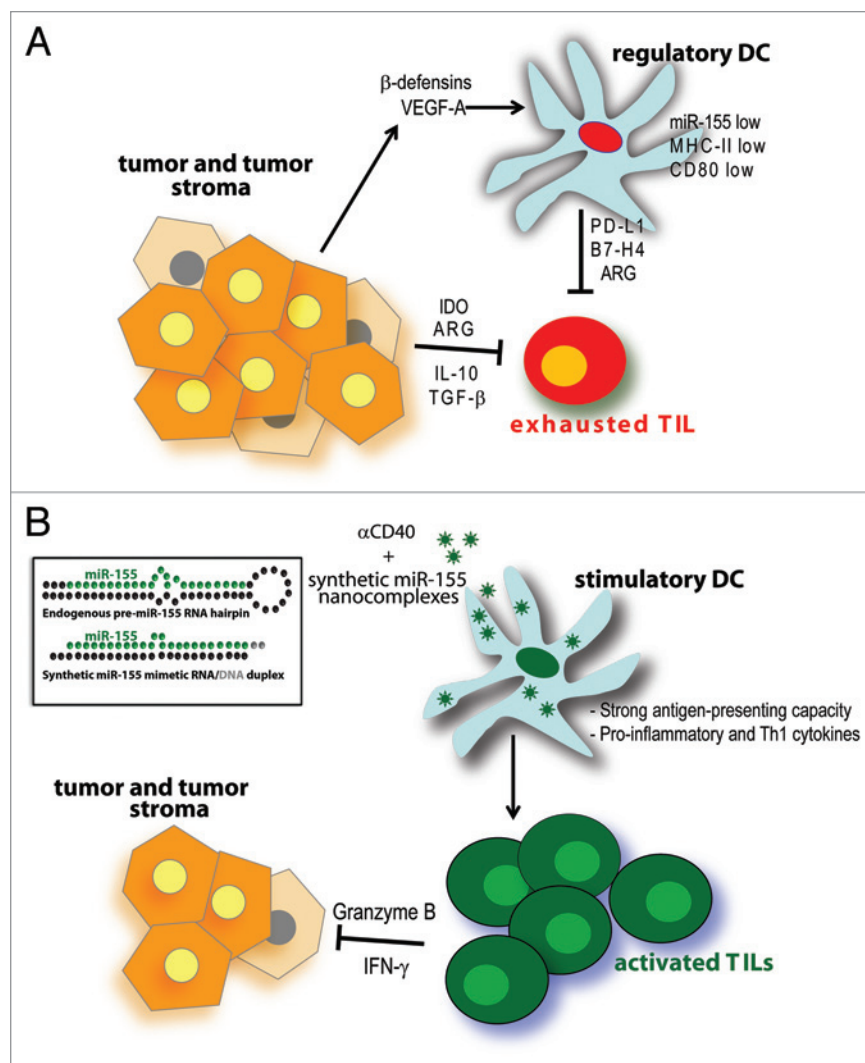 A
regulatory DC
β-defensins
VEGF-A
miR-155 low
MHC-II low
CD80 low
tumor and tumor
stroma
PD-L1
B7-H4
ARG
IDO
ARG
IL-10
TGF-β
exhausted TIL
B
αCD40
+
synthetic miR-155
nanocomplexes
miR-155
Endogenous pre-miR-155 RNA hairpin
miR-155
Synthetic miR-155 mimetic RNA/DNA duplex
stimulatory DC
- Strong antigen-presenting capacity
- Pro-inflammatory and Th1 cytokines
tumor and tumor
stroma
Granzyme B
IFN-γ
activated TILs